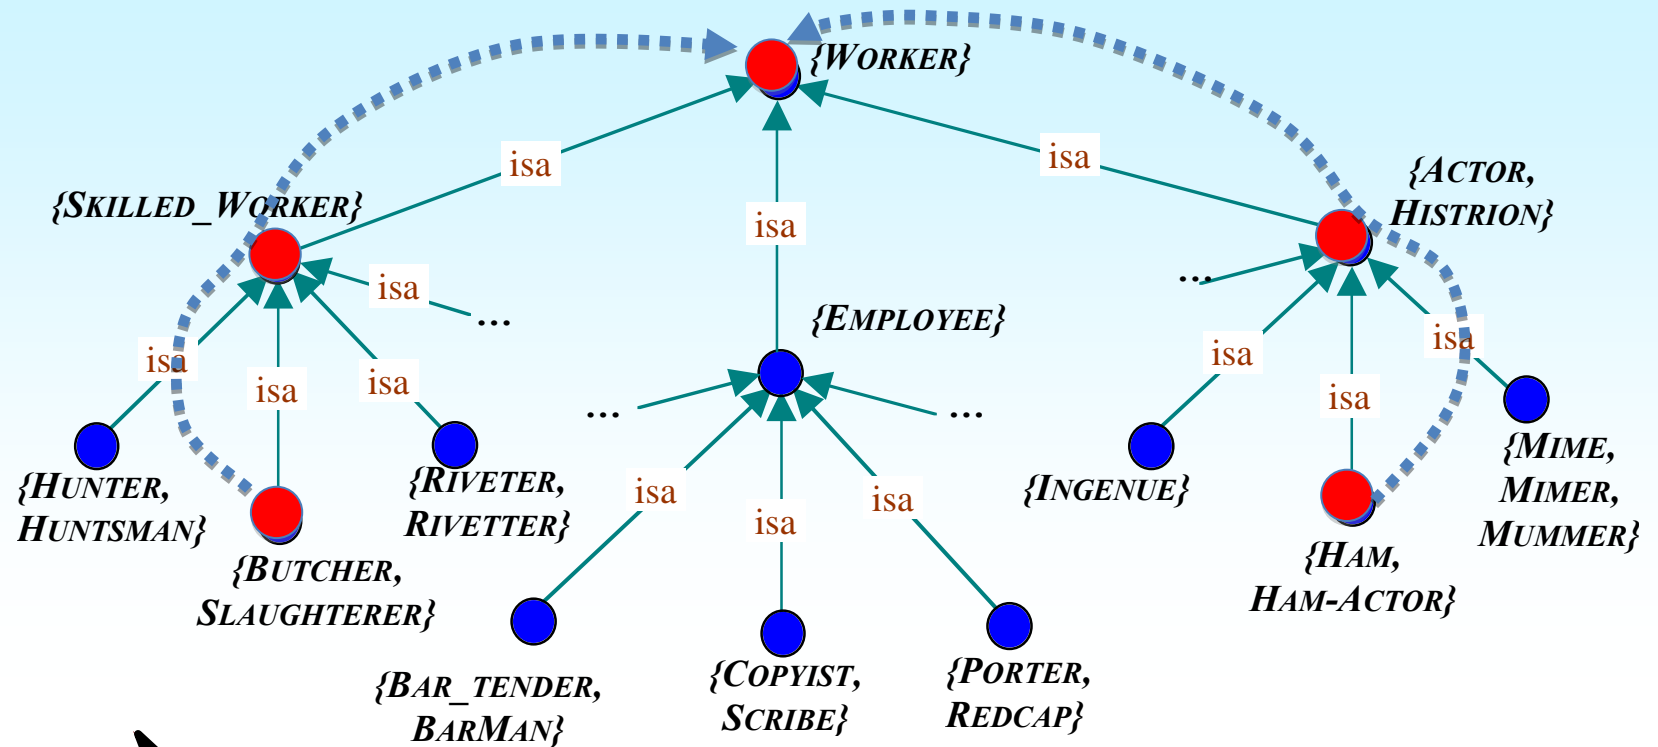 {WORKER}
isa
isa
{ACTOR,
HISTRION}
{SKILLED_WORKER}
isa
isa
...
...
{EMPLOYEE}
isa
isa
isa
isa
isa
isa
...
...
{HUNTER,
HUNTSMAN}
{RIVETER,
RIVETTER}
isa
isa
isa
{INGENUE}
{MIME,
MIMER,
MUMMER}
{BUTCHER,
SLAUGHTERER}
{HAM,
HAM-ACTOR}
{BAR_TENDER,
BARMAN}
{COPYIST,
SCRIBE}
{PORTER,
REDCAP}